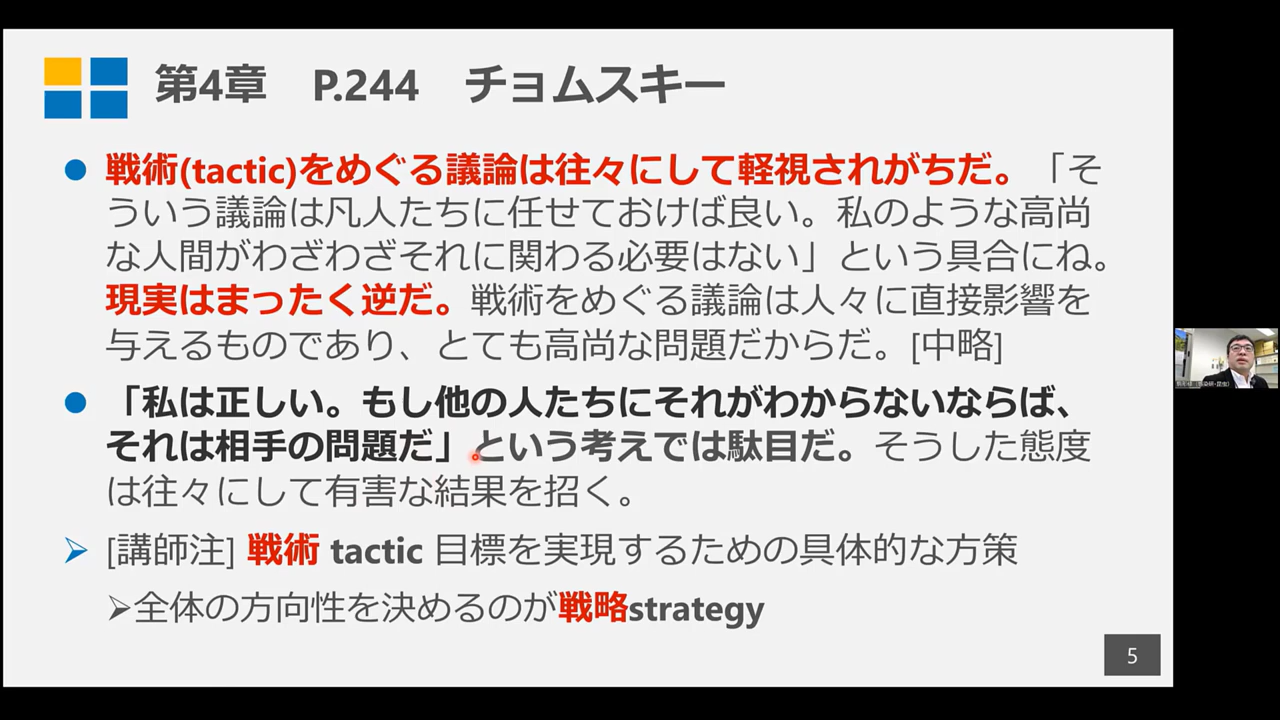 第4章　P.244　チョムスキー
戦術(tactic)をめぐる議論は往々にして軽視されがちだ。「そ
ういう議論は凡人たちに任せておけば良い。私のような高尚
な人間がわざわざそれに関わる必要はない」という具合にね。
現実はまったく逆だ。戦術をめぐる議論は人々に直接影響を
与えるものであり、とても高尚な問題だからだ。[中略]
「私は正しい。もし他の人たちにそれがわからないならば、
それは相手の問題だ」という考えでは駄目だ。そうした態度
は往々にして有害な結果を招く。
[講師注] 戦術 tactic 目標を実現するための具体的な方策
全体の方向性を決めるのが戦略strategy
5